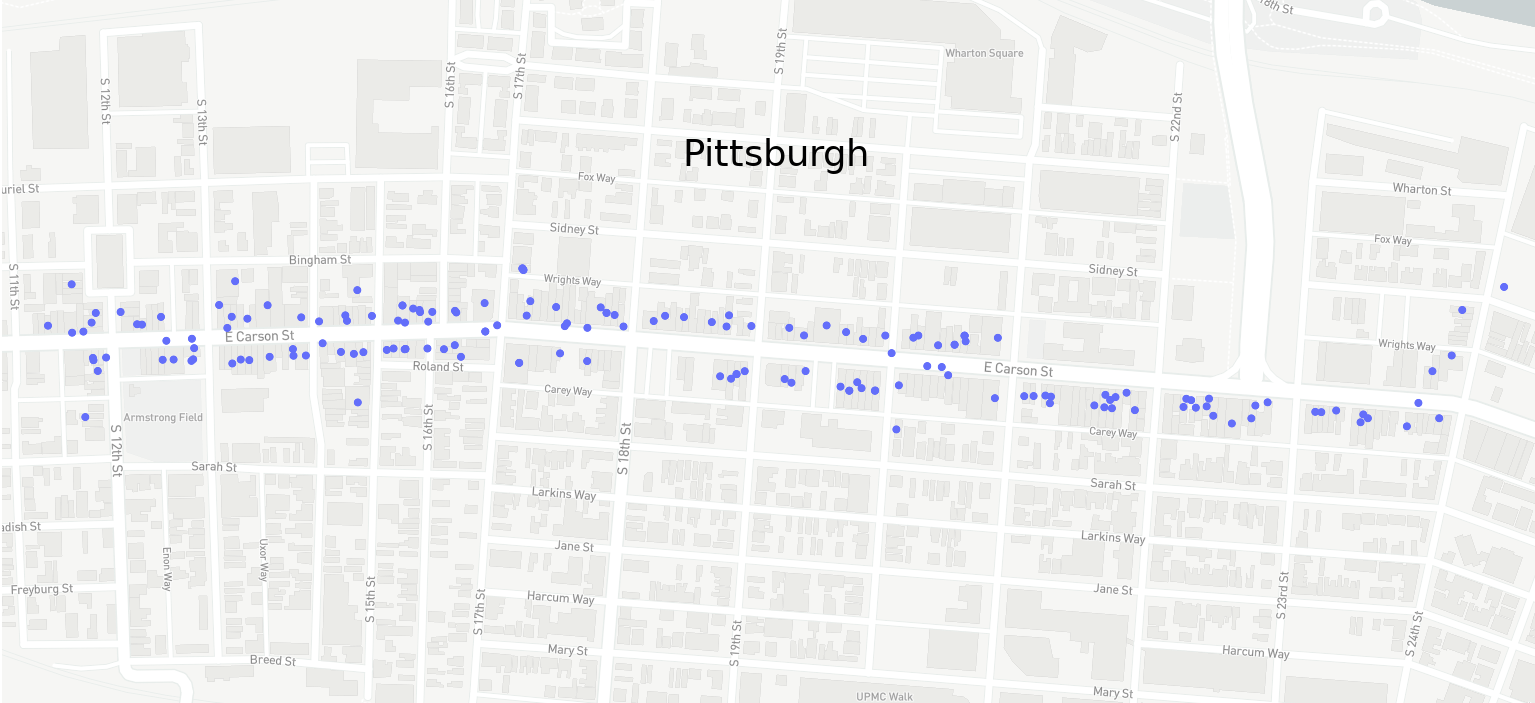 18th St
Wharton Square
S 19th St
S 17th St
S 16th St
S 12th St
S 13th St
S 22nd St
Pittsburgh
Fox Way
uriel St
Wharton St
Sidney St
Fox Way
Bingham St
Sidney St
S 11th St
Wrights Way
E Carson St
Wrights Way
Roland St
E Carson St
Carey Way
Armstrong Field
S 16th St
Carey Way
S 12th St
S 18th St
Sarah St
Sarah St
Larkins Way
adish St
Larkins Way
Jane St
Enon Way
Uxor Way
Freyburg St
Jane St
S 15th St
Harcum Way
S 17th St
S 23rd St
S 24th St
S 19th St
Mary St
Harcum Way
Breed St
Mary St
UPMC Walk